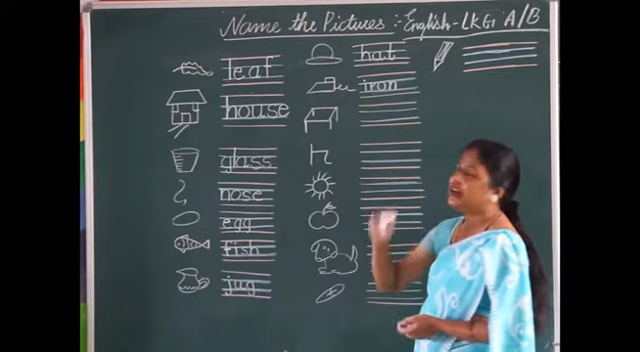 Name the Pictures :- English - LKG A/B
leaf
house
glass
nose
egg
fish
jug
hat
iron